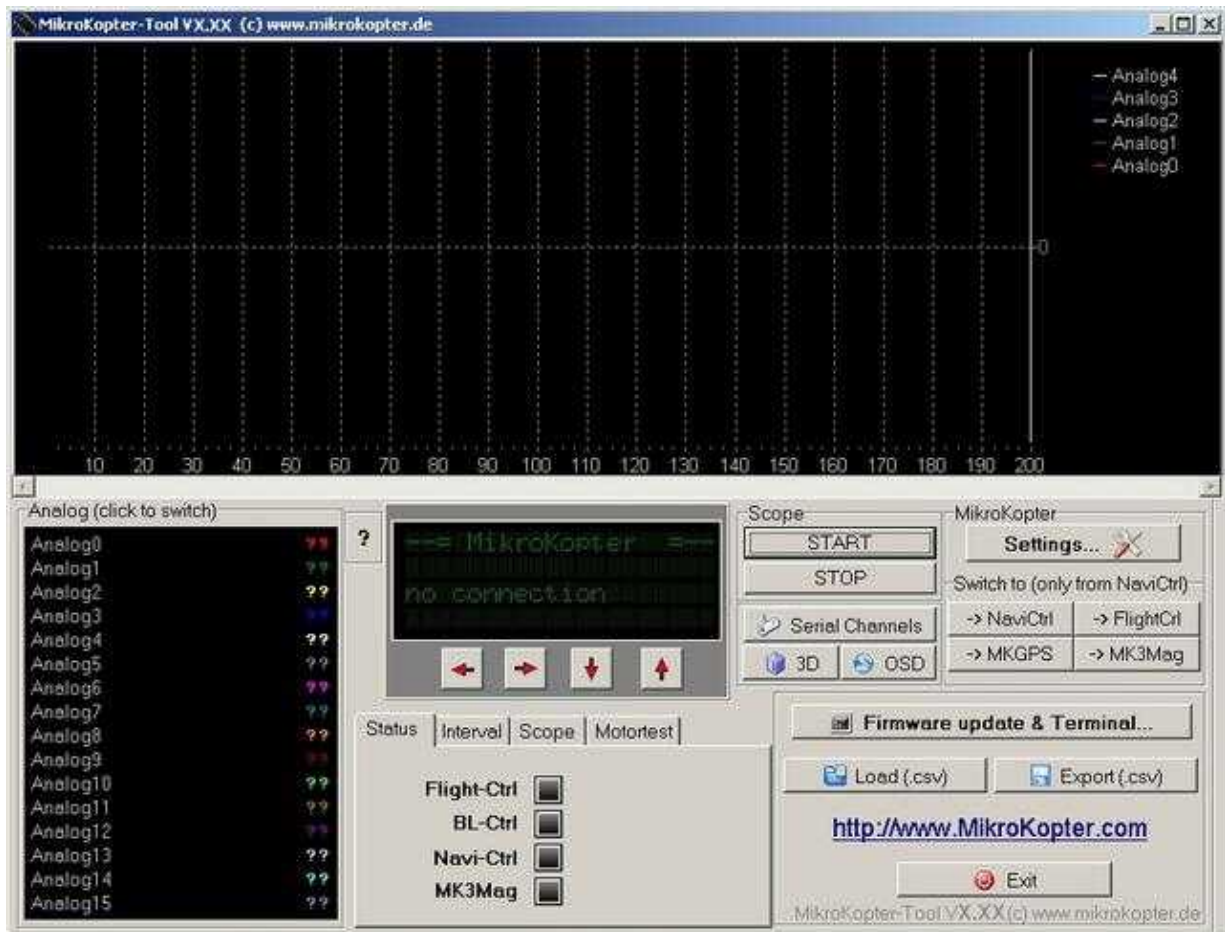 MikroKopter-Tool VX.XX (c) www.mikrokopter.de
Analog4
Analog3
Analog2
Analog1
Analog0
0
10 20 30 40 50 60 70 80 90 100 110 120 130 140 150 160 170 180 190 200
Analog (click to switch)
Analog0 ??
Analog1 ??
Analog2 ??
Analog3 ??
Analog4 ??
Analog5 ??
Analog6 ??
Analog7 ??
Analog8 ??
Analog9 ??
Analog10 ??
Analog11 ??
Analog12 ??
Analog13 ??
Analog14 ??
Analog15 ??
?
--= MikroKopter =--
no connection
Status Interval Scope Motortest
Flight-Ctrl
BL-Ctrl
Navi-Ctrl
MK3Mag
Scope
START
STOP
Serial Channels
3D OSD
MikroKopter
Settings...
Switch to (only from NaviCtrl)
-> NaviCtrl -> FlightCrl
-> MKGPS -> MK3Mag
Firmware update & Terminal...
Load (.csv) Export (.csv)
http://www.MikroKopter.com
Exit
MikroKopter-Tool VX.XX (c) www.mikrokopter.de